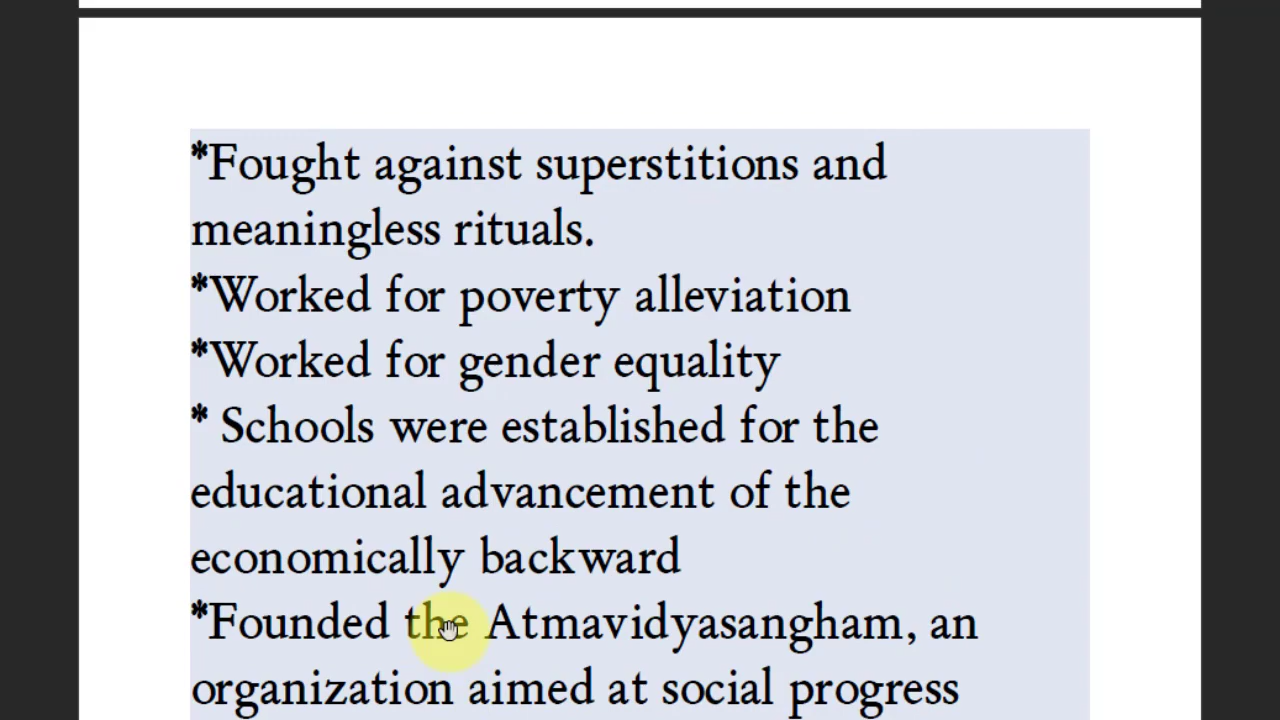 *Fought against superstitions and
meaningless rituals.
*Worked for poverty alleviation
*Worked for gender equality
* Schools were established for the
educational advancement of the
economically backward
*Founded the Atmavidyasangham, an
organization aimed at social progress